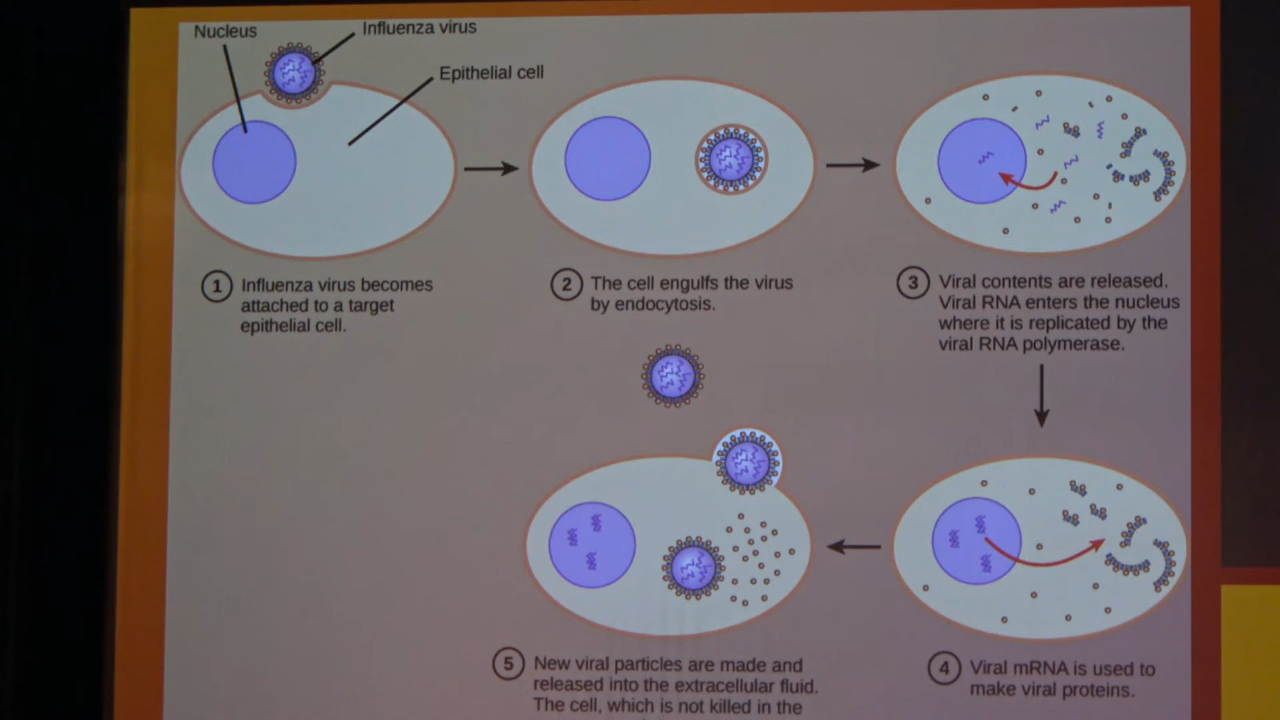 Nucleus
Influenza virus
Epithelial cell
1 Influenza virus becomes
attached to a target
epithelial cell.
2 The cell engulfs the virus
by endocytosis.
3 Viral contents are released.
Viral RNA enters the nucleus
where it is replicated by the
viral RNA polymerase.
5 New viral particles are made and
released into the extracellular fluid.
The cell, which is not killed in the
4 Viral mRNA is used to
make viral proteins.